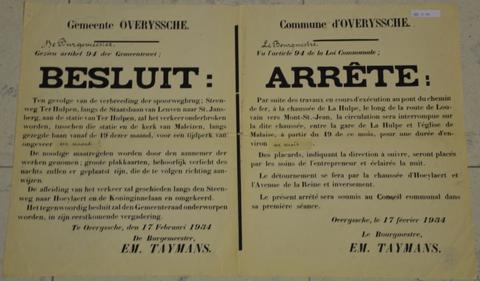 Gemeente OVERYSSCHE.
De Burgemeester,
Gezien artikel 94 der Gemeentewet;
BESLUIT:
Ten gevolge van de verbreeding der spoorwegbrug; Steen-
weg Ter Hulpen, langs de Staatsbaan van Leuven naar St.Jans-
berg, aan de statie van Ter Hulpen, zal het verkeer onderbroken
worden, tusschen de statie en de kerk van Maleizen, langs
gezegde baan vanaf de 19 dezer maand, voor een tijdperk van
ongeveer een maand
De noodige maatregelen worden door den aannemer der
werken genomen; groote plakkaarten, behoorlijk verlicht des
nachts zullen er geplaatst zijn, die de te volgen richting aan-
wijzen.
De afleiding van het verkeer zal geschieden langs den Steen-
weg naar Hoeylaert en de Koninginnelaan en omgekeerd.
Het tegenwoordig besluit zal den Gemeenteraad onderworpen
worden, in zijn eerstkomende vergadering.
Te Overyssche, den 17 Februari 1934
De Burgemeester,
EM. TAYMANS.
Commune d'OVERYSSCHE.
Le Bourgmestre,
Vu l'article 94 de la Loi Communale;
ARRÊTE:
Par suite des travaux en cours d'exécution au pont du chemin
de fer, à la chaussée de La Hulpe, le long de la route de Lou-
vain vers Mont-St.-Jean, la circulation sera interrompue sur
la dite chaussée, entre la gare de La Hulpe et l'église de
Malaise, à partir du 19 de ce mois, pour une durée d'en-
viron un mois
Des placards, indiquant la direction à suivre, seront placés
par les soins de l'entrepreneur et éclairés la nuit.
Le détournement se fera par la chaussée d'Hoeylaert et
l'Avenue de la Reine et inversement.
Le présent arrêté sera soumis au Conseil communal dans
sa première séance.
Overyssche, le 17 février 1934
Le Bourgmestre,
EM. TAYMANS.